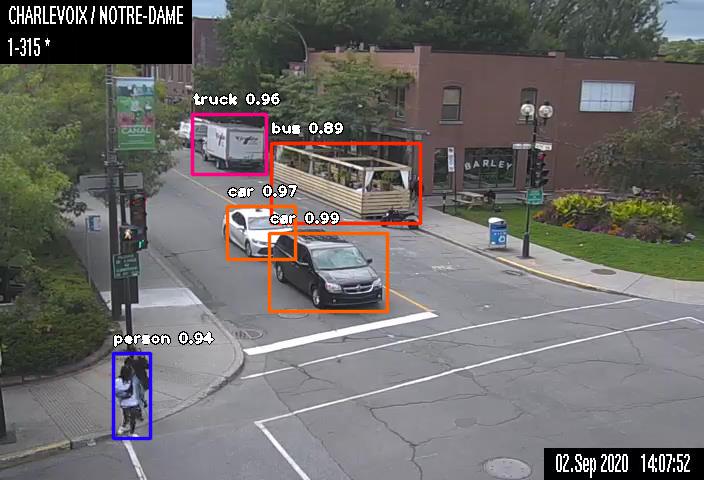 CHARLEVOIX / NOTRE-DAME
1-315 *
truck 0.96
bus 0.89
CANAL
BARLEY
car 0.97
car 0.99
person 0.94
02.Sep 2020 14:07:52